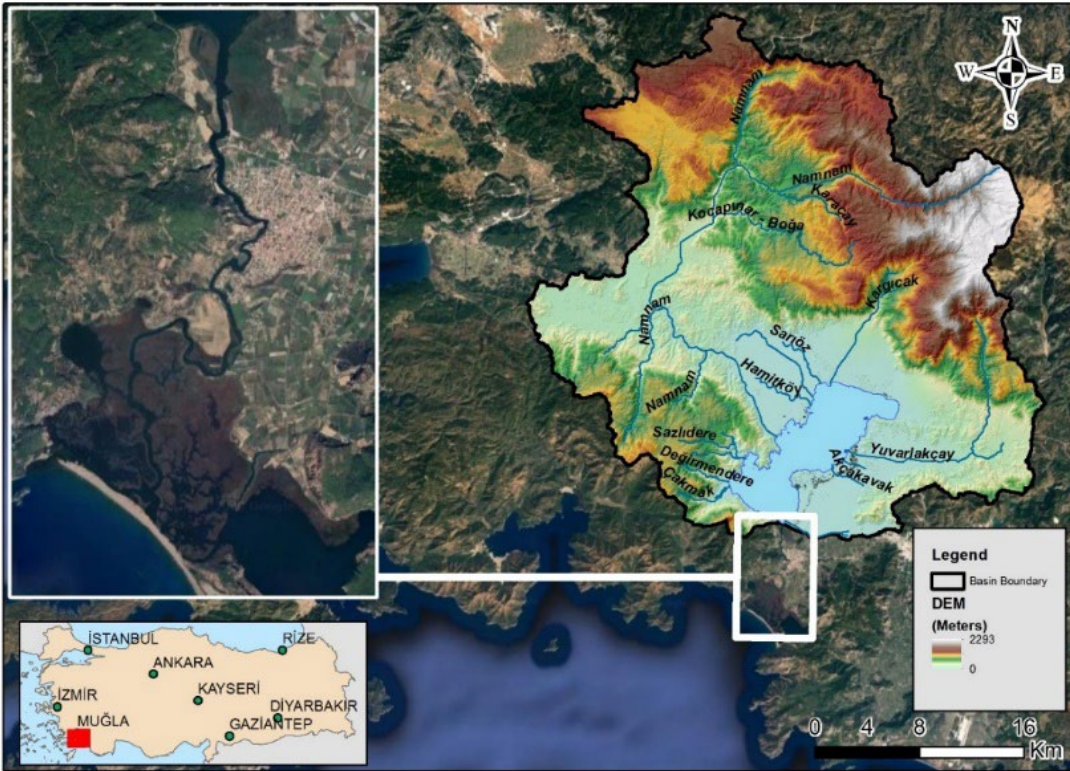 N
W E
S
Namnam
Namnam
Karaçay
Kocapınar - Boğa
Kargıcak
Namnam
Sarıöz
Hamitköy
Namnam
Sazlıdere
Değirmendere
Çakmak
Yuvarlakçay
Akçakavak
Legend
Basin Boundary
DEM
(Meters)
2293
0
0 4 8 16
Km
İSTANBUL
RİZE
ANKARA
İZMİR
KAYSERİ
DİYARBAKIR
MUĞLA
GAZİANTEP